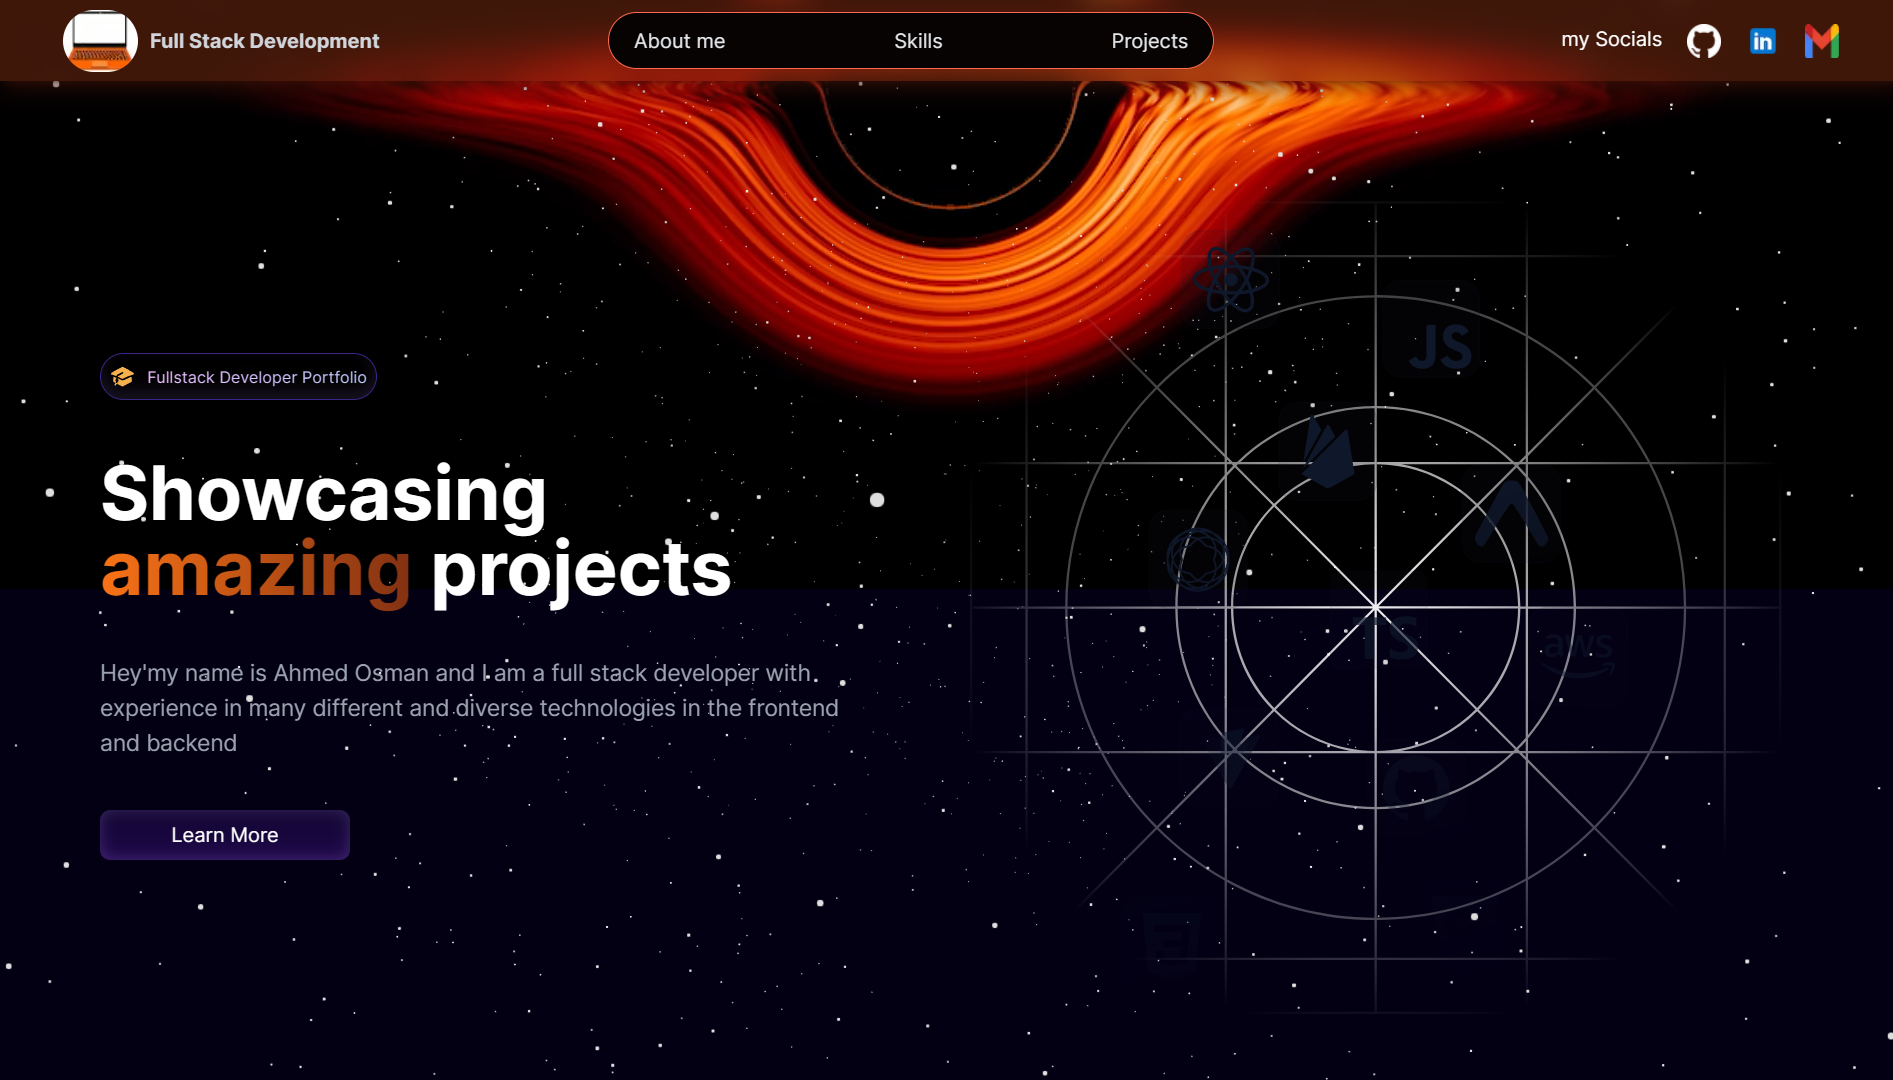 Full Stack Development
About me
Skills
Projects
my Socials
in
Fullstack Developer Portfolio
Showcasing
amazing projects
Hey'my name is Ahmed Osman and I am a full stack developer with
experience in many different and diverse technologies in the frontend
and backend
Learn More
JS
TS
aws